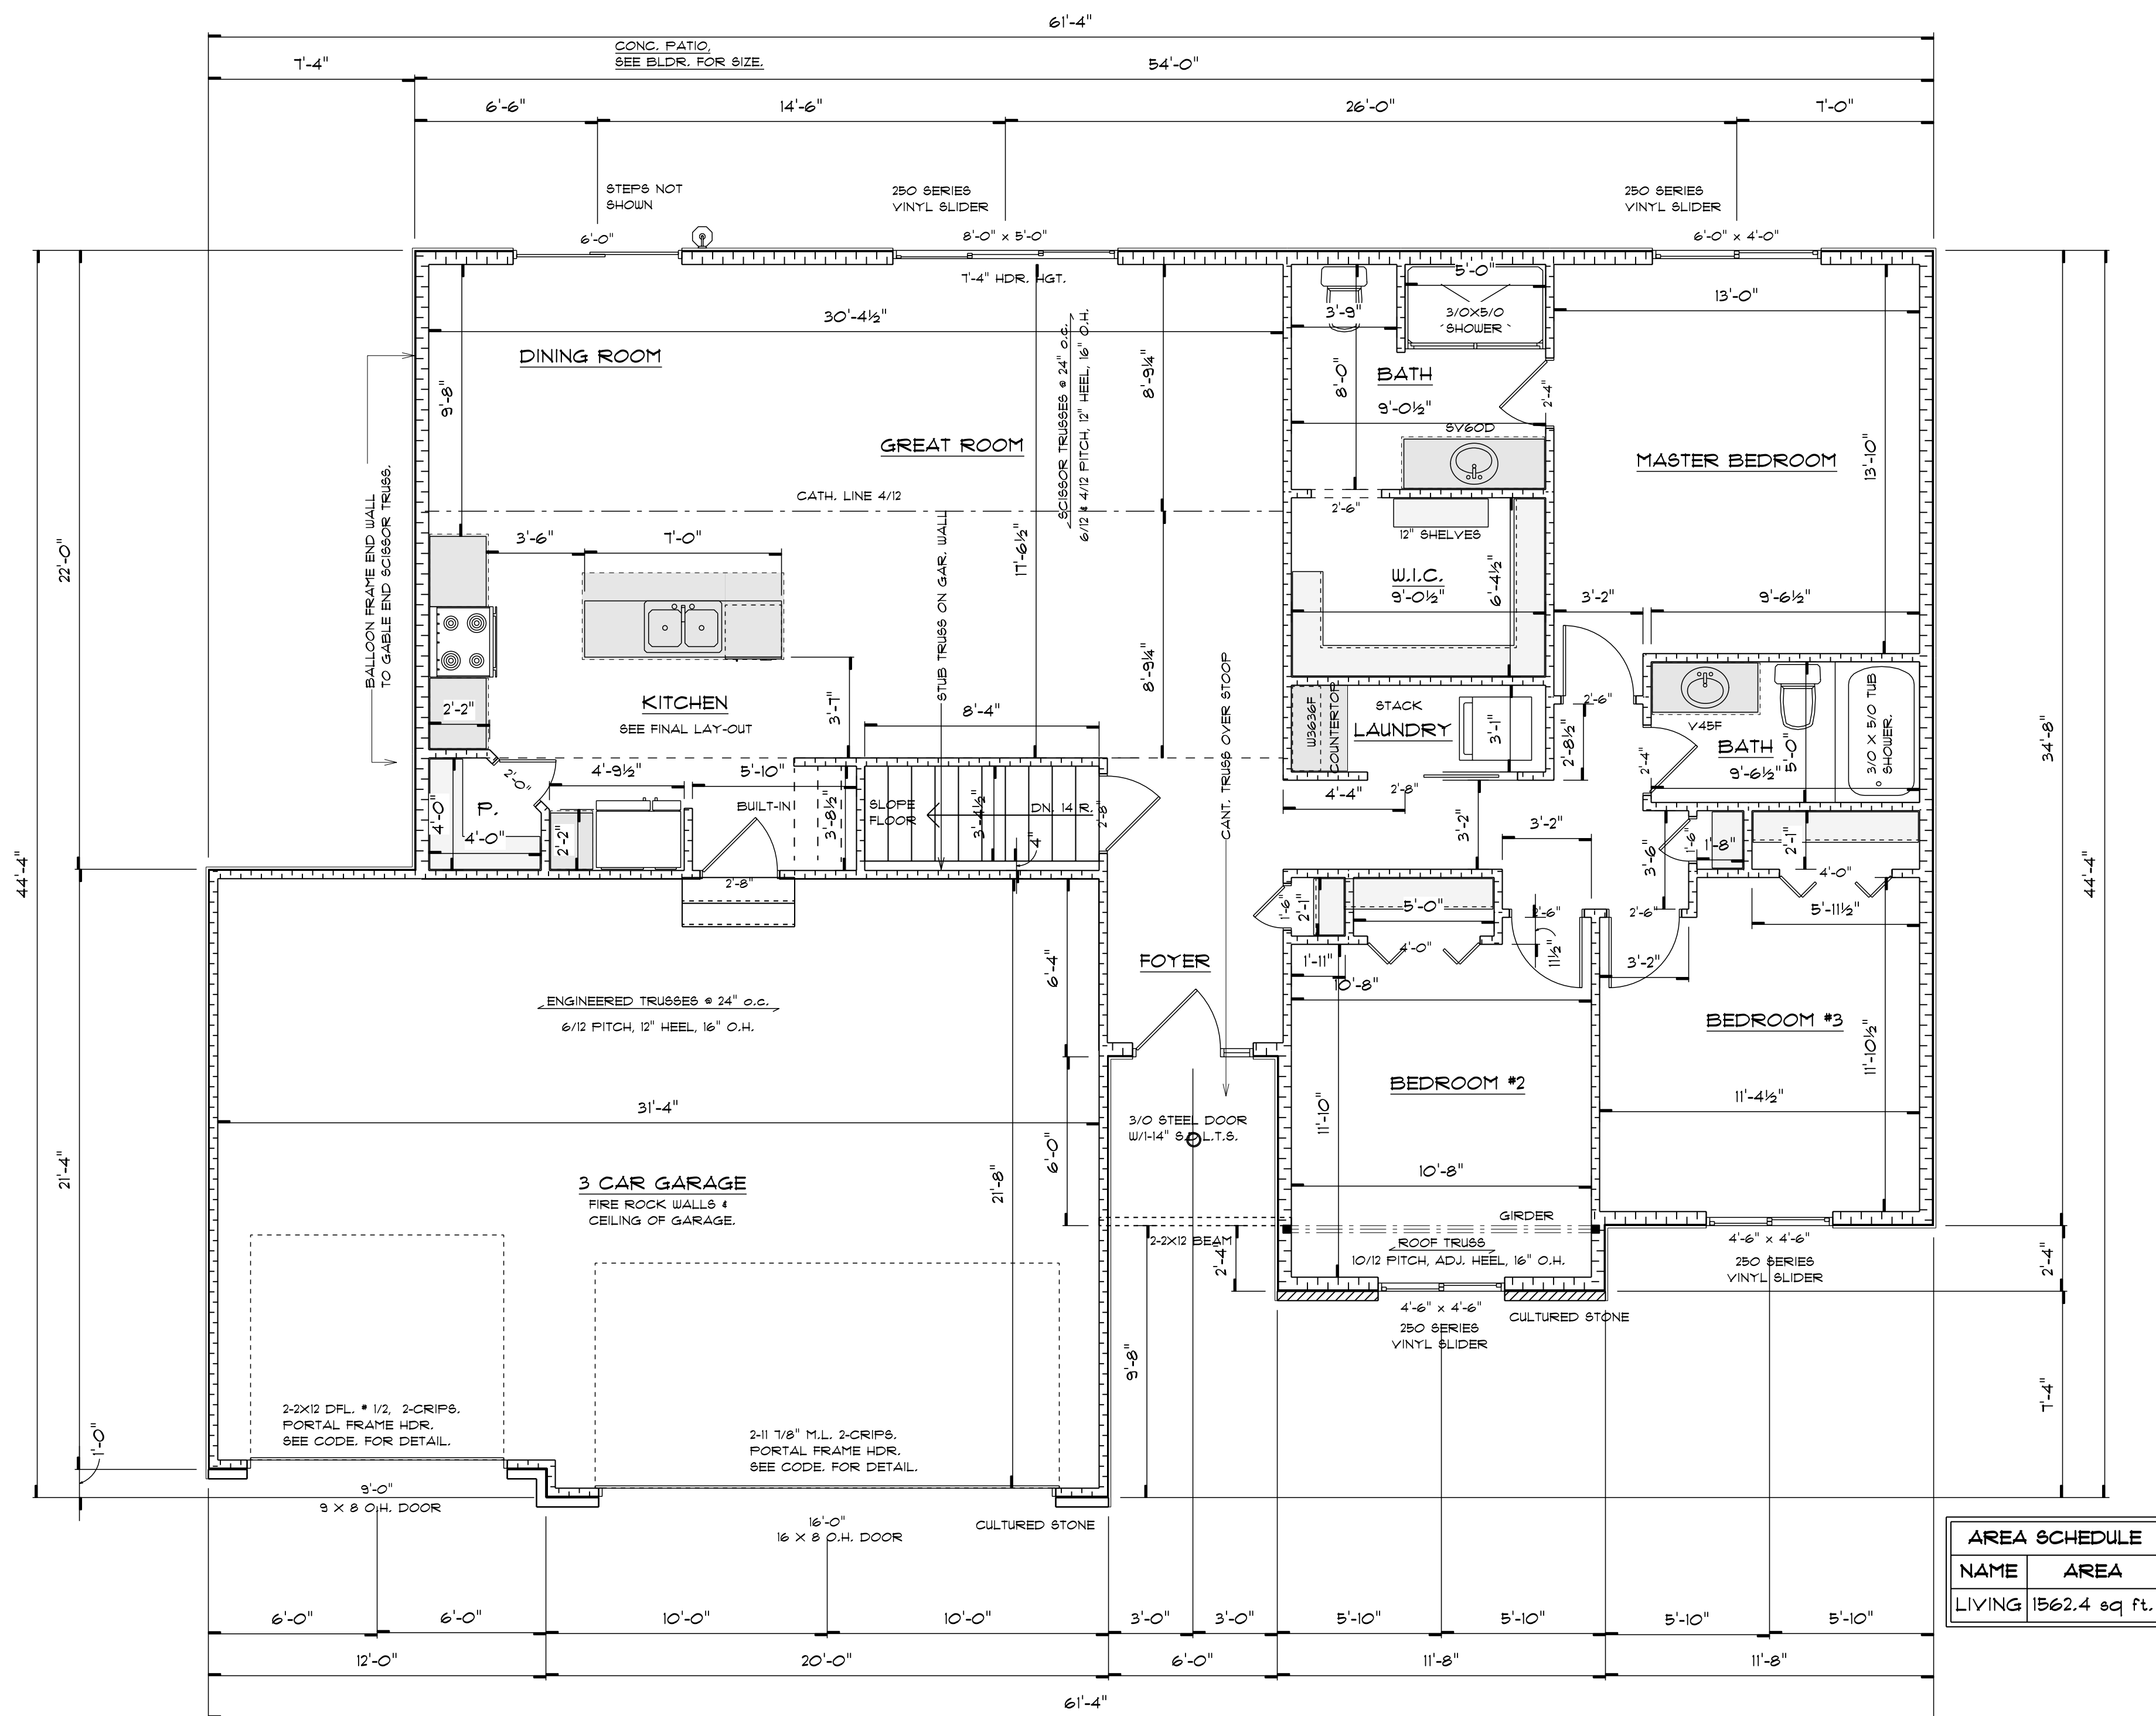 61'-4"
CONC. PATIO,
SEE BLDR. FOR SIZE.
7'-4"
54'-0"
6'-6"
14'-6"
26'-0"
7'-0"
STEPS NOT
SHOWN
250 SERIES
VINYL SLIDER
250 SERIES
VINYL SLIDER
6'-0"
8'-0" x 5'-0"
6'-0" x 4'-0"
7'-4" HDR. HGT.
5'-0"
13'-0"
30'-4½"
3'-9"
3/0X5/0
SHOWER
DINING ROOM
9'-8"
SCISSOR TRUSSES @ 24" o.c.
6/12 & 4/12 PITCH, 12" HEEL, 16" O.H.
8'-9¼"
8'-0"
BATH
9'-0½"
2'-4"
SV60D
GREAT ROOM
MASTER BEDROOM
13'-10"
BALLOON FRAME END WALL
TO GABLE END SCISSOR TRUSS.
CATH. LINE 4/12
2'-6"
12" SHELVES
22'-0"
3'-6"
7'-0"
STUB TRUSS ON GAR. WALL
17'-6½"
W.I.C.
9'-0½"
6'-4½"
3'-2"
9'-6½"
8'-9¼"
CANT. TRUSS OVER STOOP
KITCHEN
SEE FINAL LAY-OUT
2'-2"
3'-7"
8'-4"
W3636F
COUNTERTOP
STACK
LAUNDRY
3'-1"
2'-6"
2'-8½"
V45F
BATH
9'-6½"
5'-0"
3/0 X 5/0 TUB
SHOWER.
2'-4"
34'-8"
2'-0"
4'-9½"
5'-10"
BUILT-IN
P.
4'-0"
4'-0"
2'-2"
3'-8½"
SLOPE
FLOOR
3'-4½"
DN. 14 R.
2'-8"
4"
4'-4"
2'-8"
3'-2"
3'-2"
3'-6"
1'-6"
1'-8"
2'-1"
4'-0"
44'-4"
44'-4"
2'-8"
1'-6"
2'-1"
5'-0"
2'-6"
2'-6"
5'-11½"
4'-0"
11½"
1'-11"
3'-2"
10'-8"
FOYER
6'-4"
ENGINEERED TRUSSES @ 24" o.c.
6/12 PITCH, 12" HEEL, 16" O.H.
BEDROOM #3
11'-10½"
BEDROOM #2
11'-4½"
31'-4"
11'-10"
3/0 STEEL DOOR
W/1-14" S.D.L.T.S.
6'-0"
21'-4"
3 CAR GARAGE
FIRE ROCK WALLS &
CEILING OF GARAGE.
21'-8"
10'-8"
GIRDER
2-2X12 BEAM
2'-4"
ROOF TRUSS
10/12 PITCH, ADJ. HEEL, 16" O.H.
4'-6" x 4'-6"
250 SERIES
VINYL SLIDER
2'-4"
4'-6" x 4'-6"
CULTURED STONE
250 SERIES
VINYL SLIDER
9'-8"
7'-4"
2-2X12 DFL. # 1/2, 2-CRIPS.
PORTAL FRAME HDR.
SEE CODE. FOR DETAIL.
2-11 7/8" M.L. 2-CRIPS.
PORTAL FRAME HDR.
SEE CODE. FOR DETAIL.
1'-0"
9'-0"
9 X 8 O.H. DOOR
16'-0"
16 X 8 O.H. DOOR
CULTURED STONE
AREA SCHEDULE
NAME AREA
LIVING 1562.4 sq ft.
6'-0"
6'-0"
10'-0"
10'-0"
3'-0"
3'-0"
5'-10"
5'-10"
5'-10"
5'-10"
12'-0"
20'-0"
6'-0"
11'-8"
11'-8"
61'-4"